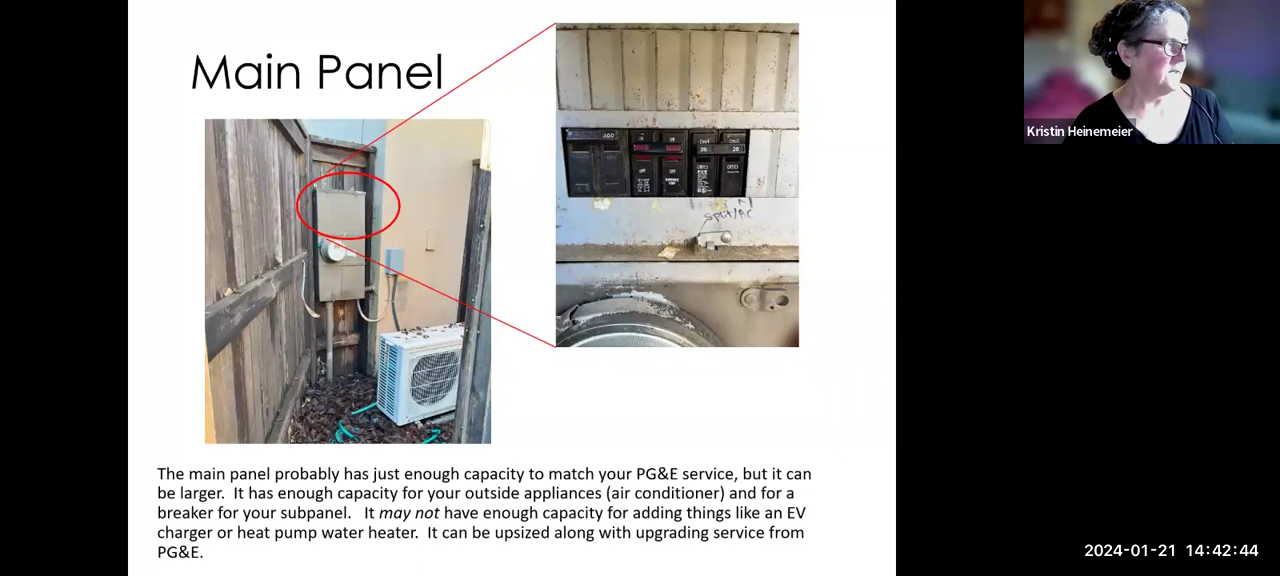 Main Panel
Split/AC
The main panel probably has just enough capacity to match your PG&E service, but it can
be larger.  It has enough capacity for your outside appliances (air conditioner) and for a
breaker for your subpanel.   It may not have enough capacity for adding things like an EV
charger or heat pump water heater.  It can be upsized along with upgrading service from
PG&E.
Kristin Heinemeier
2024-01-21 14:42:44